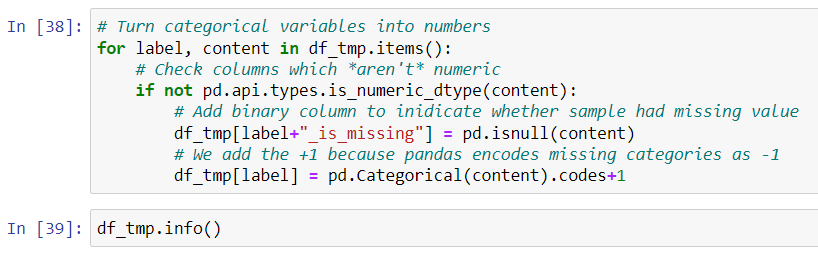 In [38]: # Turn categorical variables into numbers
for label, content in df_tmp.items():
    # Check columns which *aren't* numeric
    if not pd.api.types.is_numeric_dtype(content):
        # Add binary column to inidicate whether sample had missing value
        df_tmp[label+"_is_missing"] = pd.isnull(content)
        # We add the +1 because pandas encodes missing categories as -1
        df_tmp[label] = pd.Categorical(content).codes+1
In [39]: df_tmp.info()